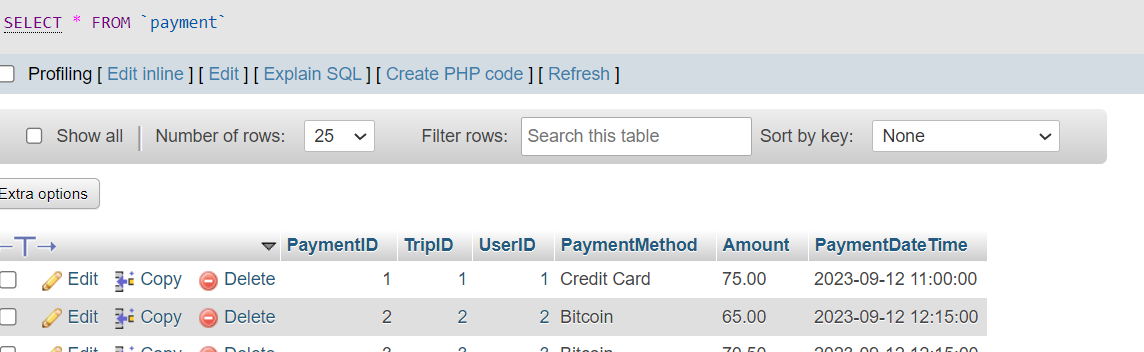 SELECT * FROM `payment`
Profiling [ Edit inline ] [ Edit ] [ Explain SQL ] [ Create PHP code ] [ Refresh ]
Show all Number of rows: 25 Filter rows: Search this table Sort by key: None
Extra options
PaymentID TripID UserID PaymentMethod Amount PaymentDateTime
Edit Copy Delete 1 1 1 Credit Card 75.00 2023-09-12 11:00:00
Edit Copy Delete 2 2 2 Bitcoin 65.00 2023-09-12 12:15:00